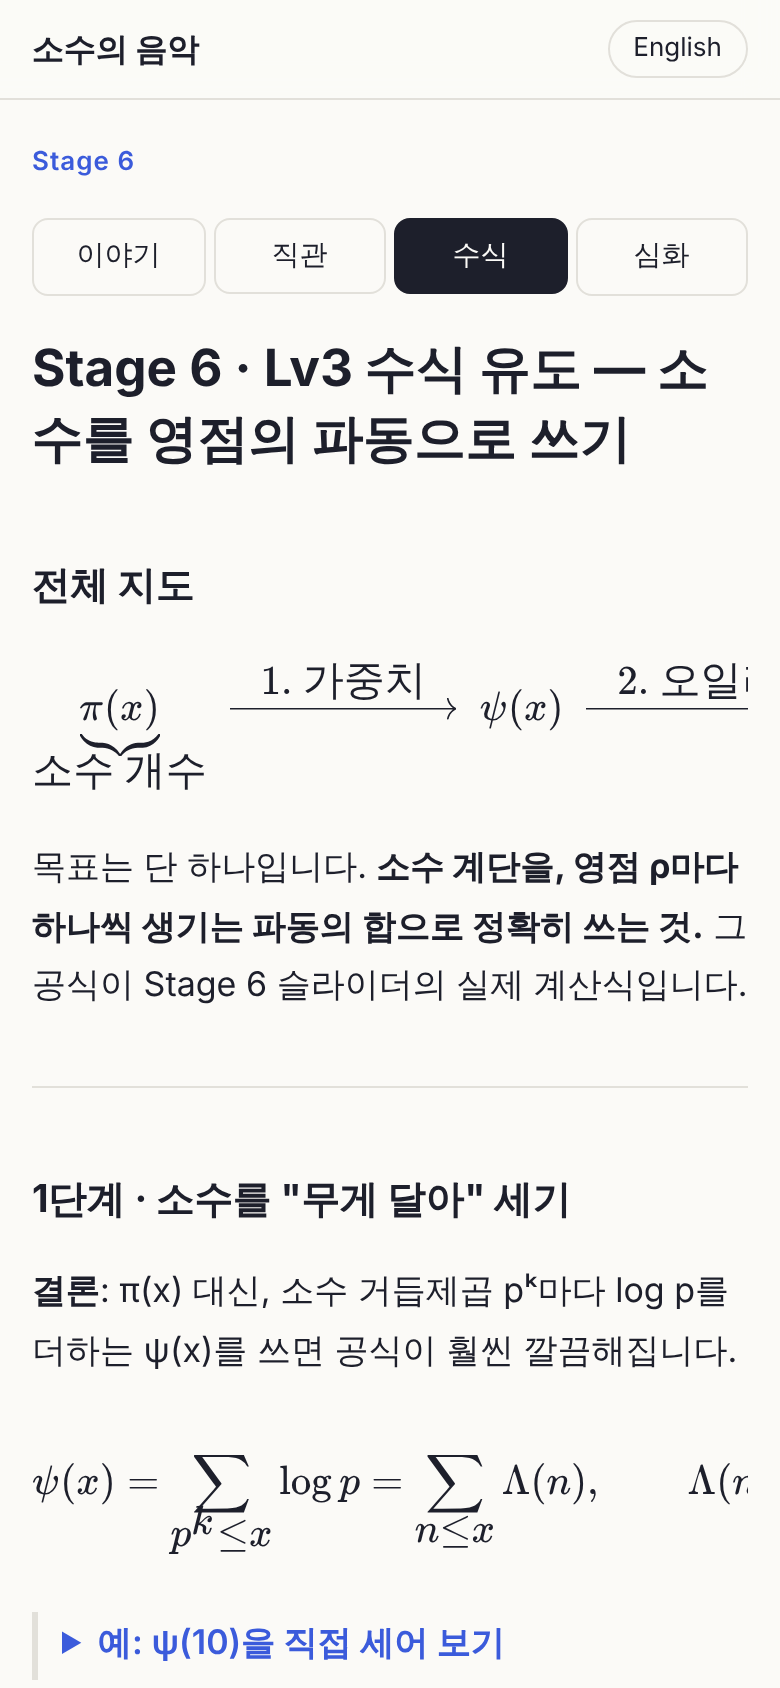 소수의 음악
English
Stage 6
이야기
직관
수식
심화
Stage 6 · Lv3 수식 유도 — 소
수를 영점의 파동으로 쓰기
전체 지도
π(x) 소수 개수 → 1. 가중치 ψ(x) → 2. 오일
목표는 단 하나입니다. 소수 계단을, 영점 ρ마다
하나씩 생기는 파동의 합으로 정확히 쓰는 것. 그
공식이 Stage 6 슬라이더의 실제 계산식입니다.
1단계 · 소수를 "무게 달아" 세기
결론: π(x) 대신, 소수 거듭제곱 pᵏ마다 log p를
더하는 ψ(x)를 쓰면 공식이 훨씬 깔끔해집니다.
ψ(x) = ∑_{p^k ≤ x} log p = ∑_{n ≤ x} Λ(n), Λ(n
▶ 예: ψ(10)을 직접 세어 보기